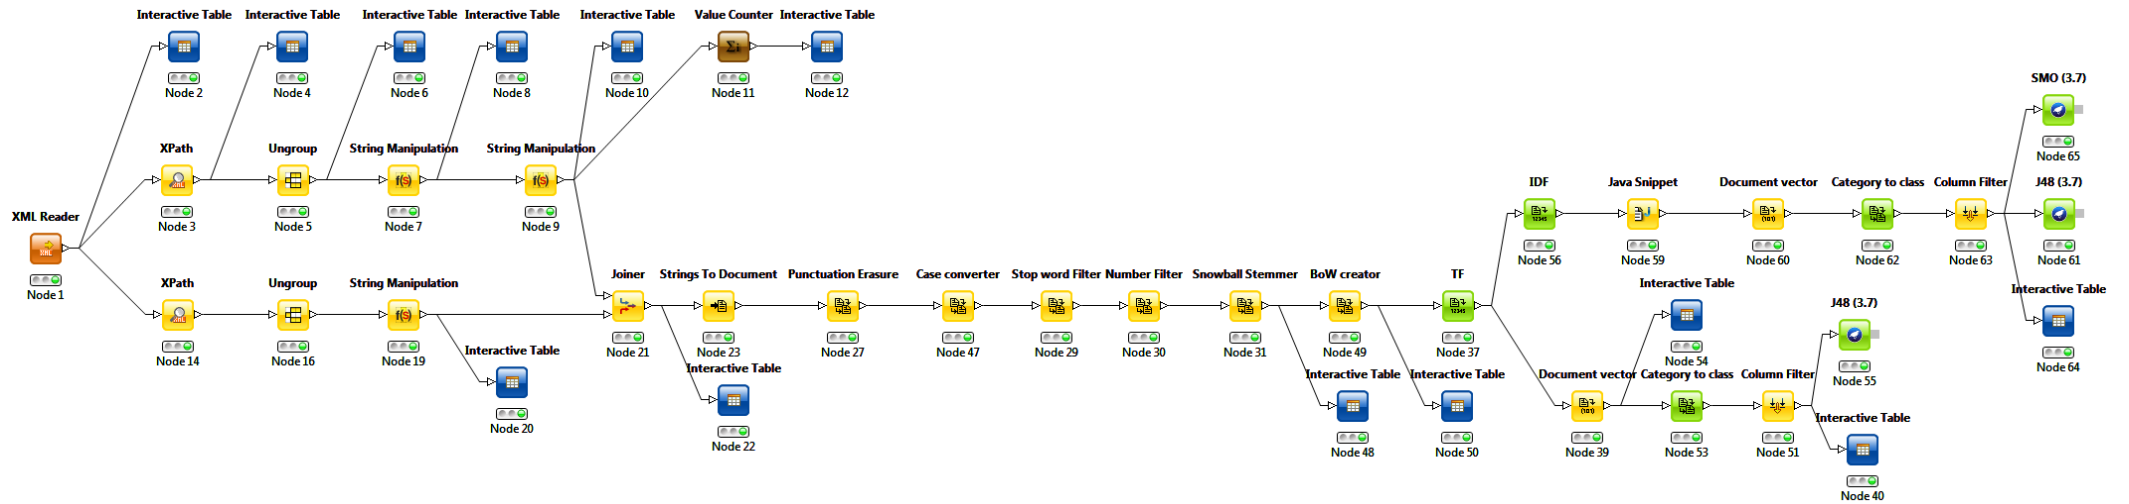 Interactive Table
Interactive Table
Interactive Table
Interactive Table
Interactive Table
Value Counter
Interactive Table
Node 2
Node 4
Node 6
Node 8
Node 10
Node 11
Node 12
SMO (3.7)
Node 65
XPath
Ungroup
String Manipulation
String Manipulation
Node 3
Node 5
Node 7
Node 9
IDF
Java Snippet
Document vector
Category to class
Column Filter
J48 (3.7)
Node 56
Node 59
Node 60
Node 62
Node 63
Node 61
XML Reader
Node 1
XPath
Ungroup
String Manipulation
Joiner
Strings To Document
Punctuation Erasure
Case converter
Stop word Filter
Number Filter
Snowball Stemmer
BoW creator
TF
Interactive Table
Interactive Table
J48 (3.7)
Node 14
Node 16
Node 19
Node 21
Node 23
Node 27
Node 47
Node 29
Node 30
Node 31
Node 49
Node 37
Node 54
Node 64
Interactive Table
Node 20
Interactive Table
Node 22
Interactive Table
Interactive Table
Document vector
Category to class
Column Filter
Node 55
Node 48
Node 50
Node 39
Node 53
Node 51
Interactive Table
Node 40